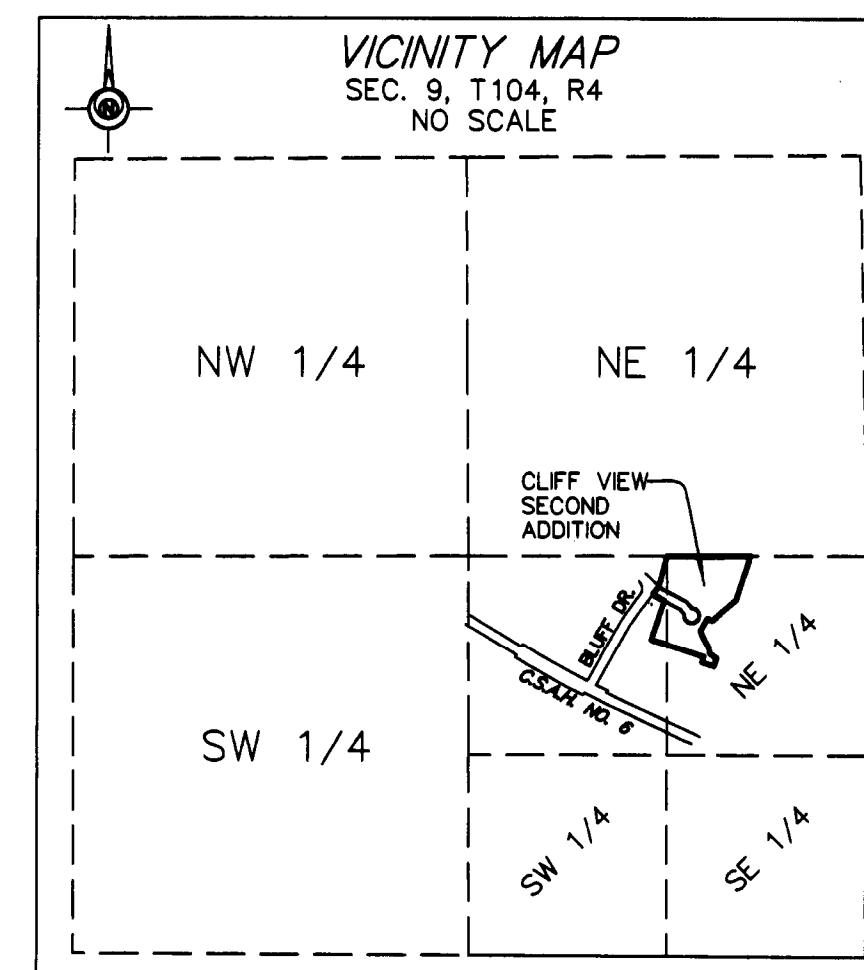 VICINITY MAP
SEC. 9, T104, R4
NO SCALE
N
NW 1/4
NE 1/4
CLIFF VIEW
SECOND
ADDITION
BLUFF DR.
NE 1/4
C.S.A.H. NO. 6
SW 1/4
SW 1/4
SE 1/4